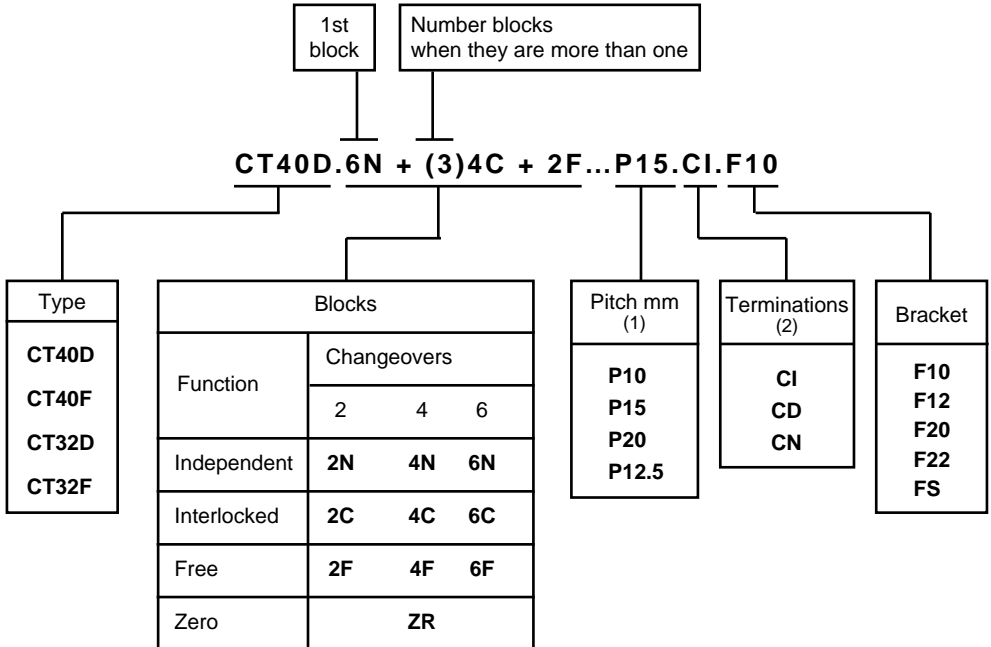 1st
block
Number blocks
when they are more than one
CT40D.6N + (3)4C + 2F...P15.CI.F10
Type
CT40D
CT40F
CT32D
CT32F
Blocks
Function
Changeovers
2 4 6
Independent 2N 4N 6N
Interlocked 2C 4C 6C
Free 2F 4F 6F
Zero ZR
Pitch mm
(1)
P10
P15
P20
P12.5
Terminations
(2)
CI
CD
CN
Bracket
F10
F12
F20
F22
FS